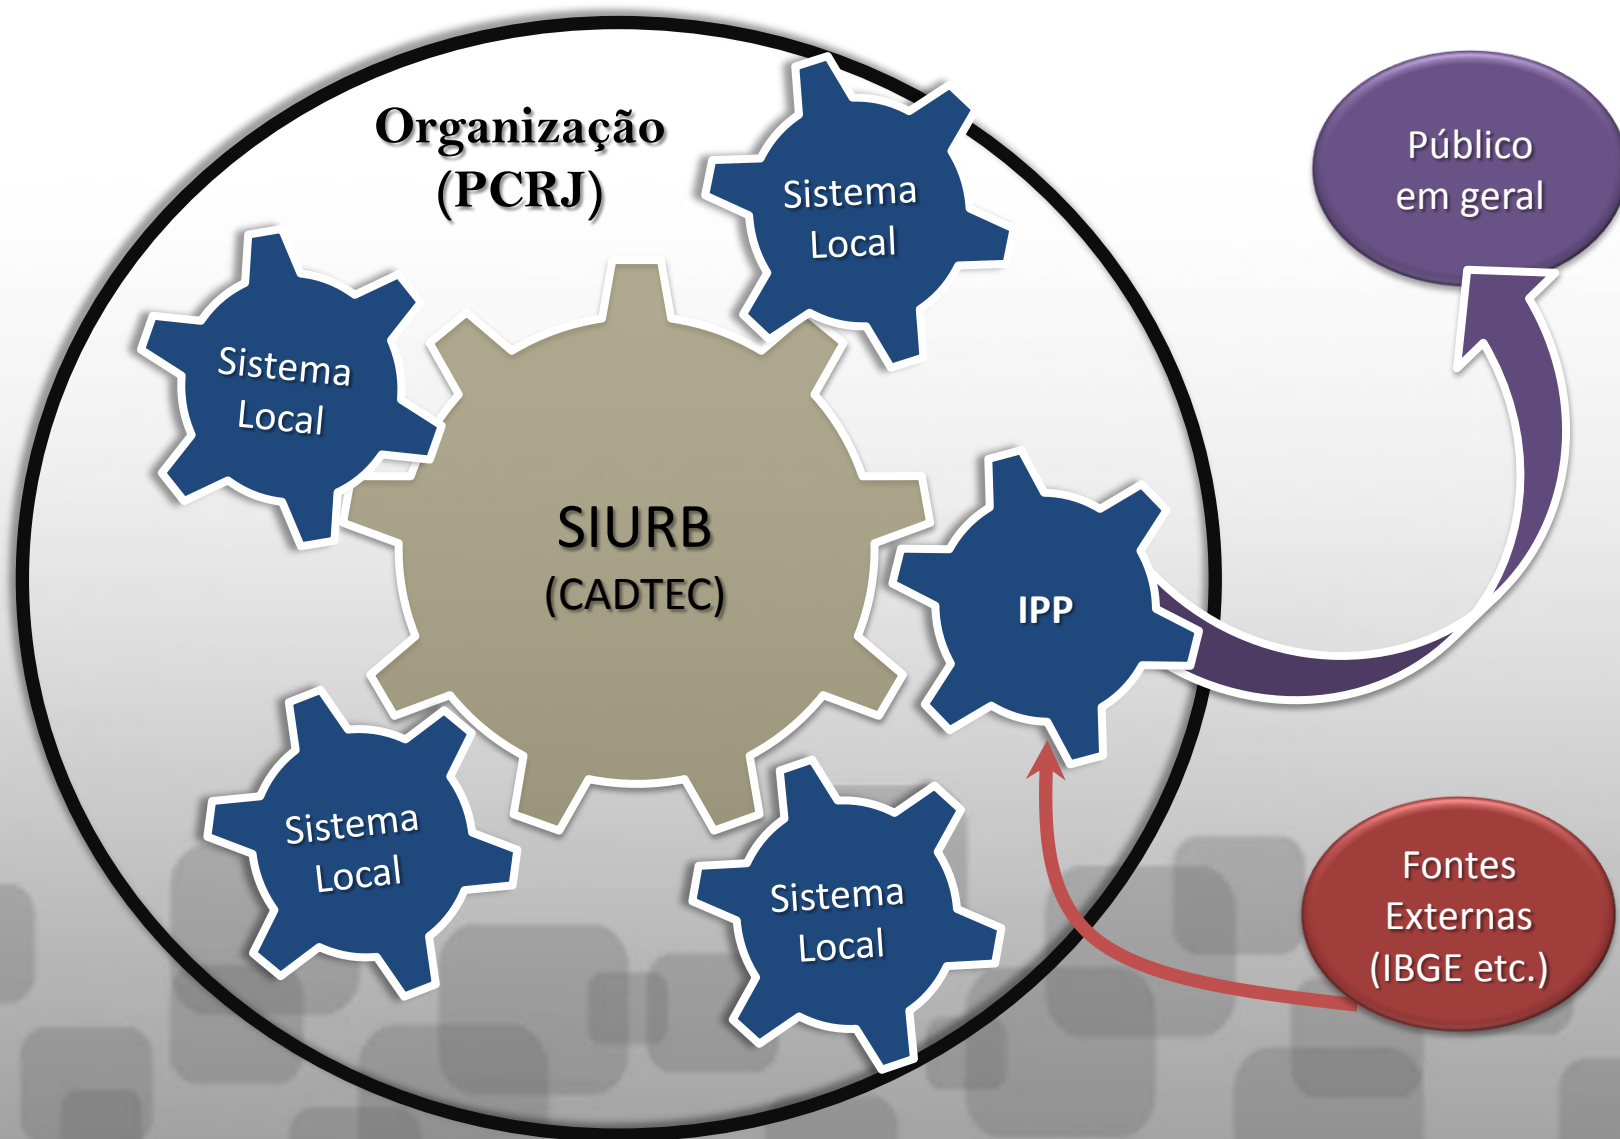 Organização
(PCRJ)
Sistema
Local
Público
em geral
Sistema
Local
SIURB
(CADTEC)
IPP
Sistema
Local
Sistema
Local
Fontes
Externas
(IBGE etc.)